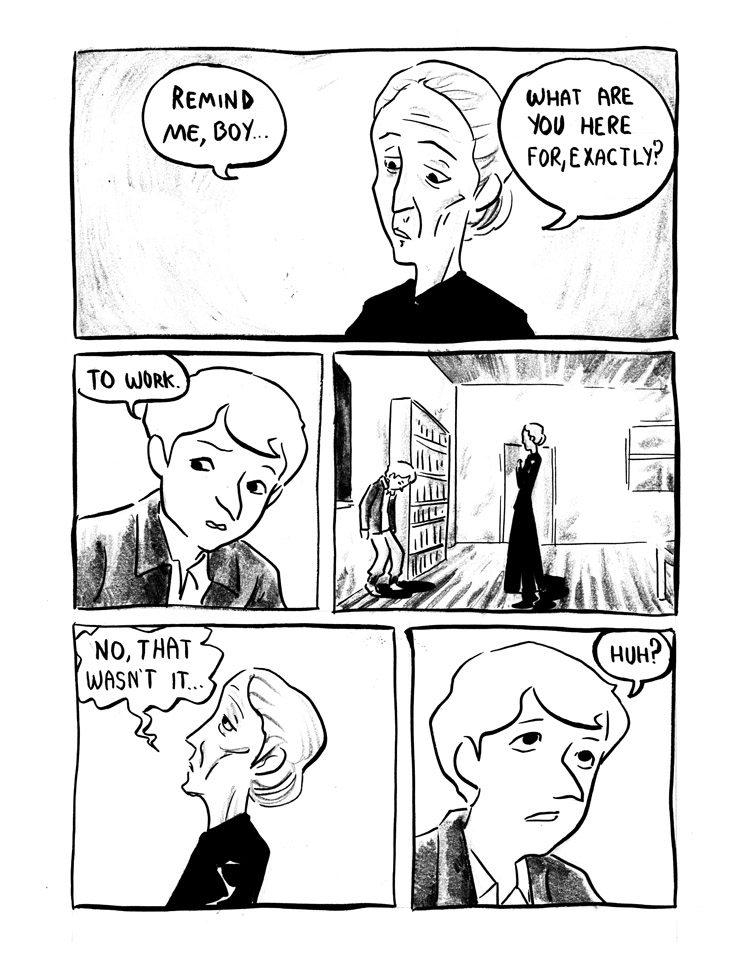 REMIND
ME, BOY...
WHAT ARE
YOU HERE
FOR, EXACTLY?
TO WORK.
NO, THAT
WASN'T IT...
HUH?